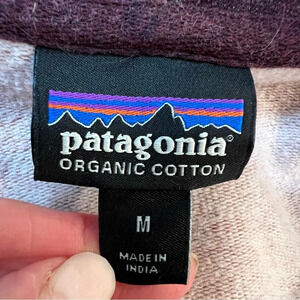 patagonia®
ORGANIC COTTON
M
MADE IN
INDIA